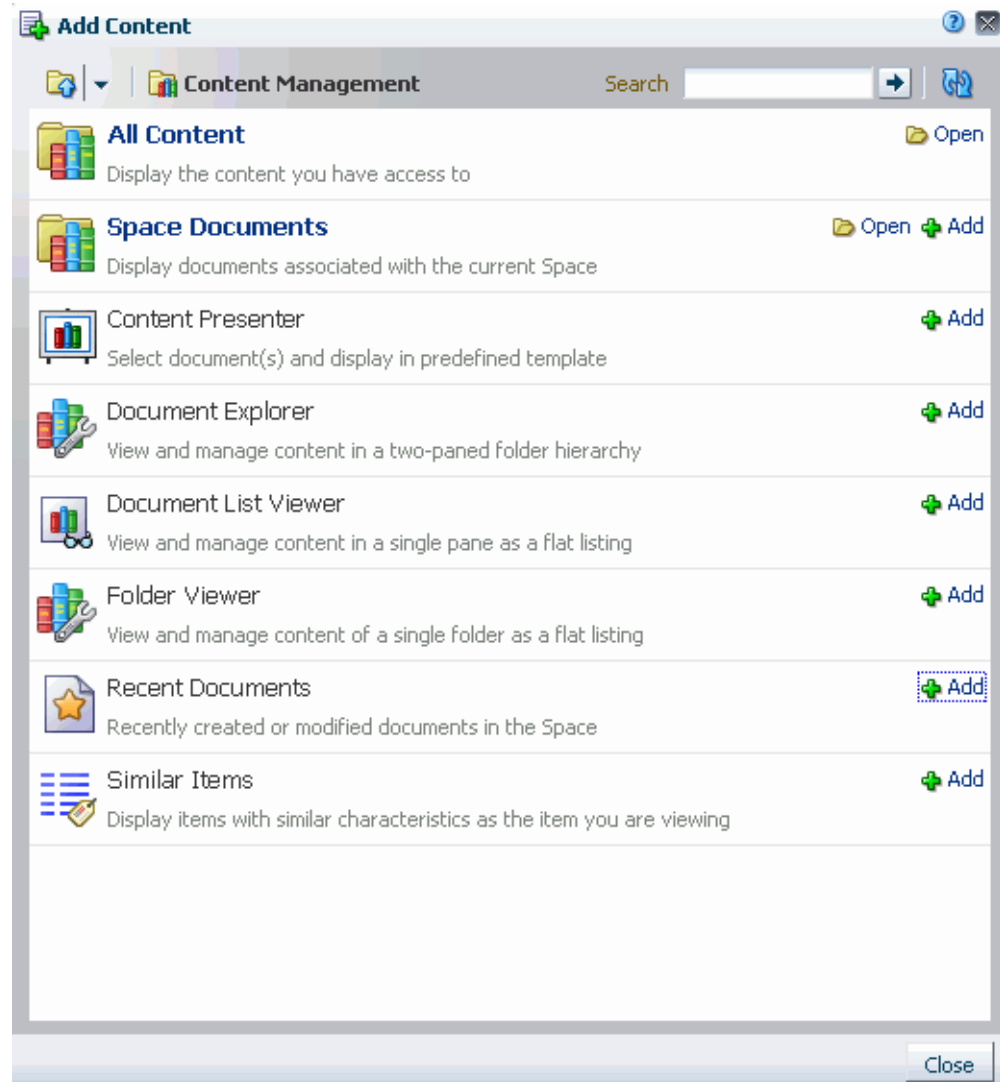 Add Content
Content Management Search
All Content Open
Display the content you have access to
Space Documents Open Add
Display documents associated with the current Space
Content Presenter Add
Select document(s) and display in predefined template
Document Explorer Add
View and manage content in a two-paned folder hierarchy
Document List Viewer Add
View and manage content in a single pane as a flat listing
Folder Viewer Add
View and manage content of a single folder as a flat listing
Recent Documents Add
Recently created or modified documents in the Space
Similar Items Add
Display items with similar characteristics as the item you are viewing
Close